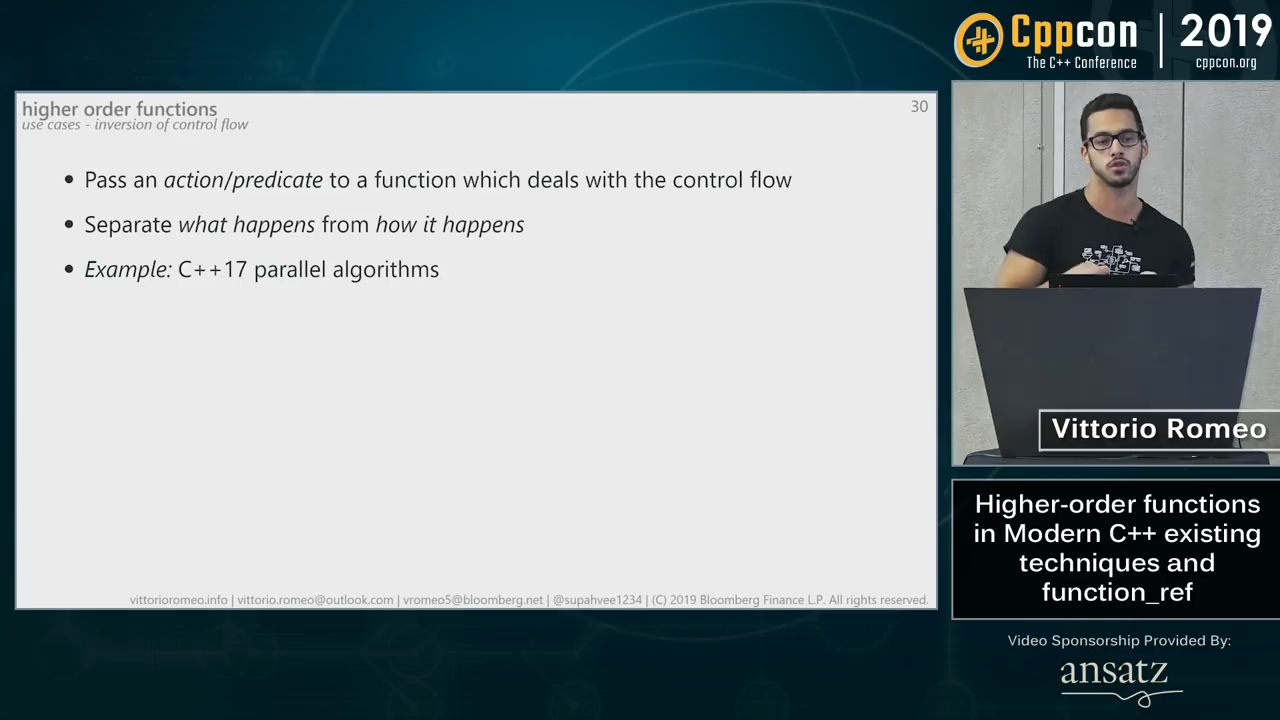 Cppcon | 2019
The C++ Conference
cppcon.org
higher order functions
use cases - inversion of control flow
30
• Pass an action/predicate to a function which deals with the control flow
• Separate what happens from how it happens
• Example: C++17 parallel algorithms
vittorioromeo.info | vittorio.romeo@outlook.com | vromeo5@bloomberg.net | @supahvee1234 | (C) 2019 Bloomberg Finance L.P. All rights reserved.
Vittorio Romeo
Higher-order functions
in Modern C++ existing
techniques and
function_ref
Video Sponsorship Provided By:
ansatz